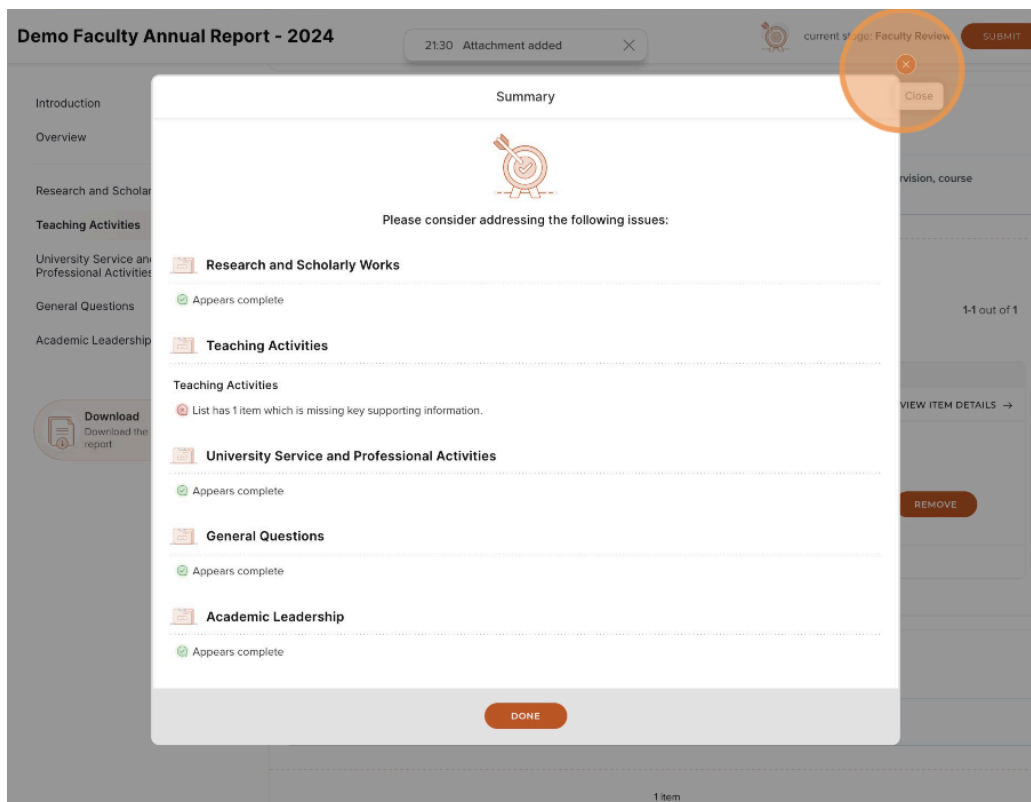 Demo Faculty Annual Report - 2024
21:30 Attachment added
current stage: Faculty Review
SUBMIT
Close
Introduction
Overview
Research and Scholar
Teaching Activities
University Service an
Professional Activities
General Questions
Academic Leadership
Download
Download the
report
Summary
Please consider addressing the following issues:
Research and Scholarly Works
Appears complete
Teaching Activities
Teaching Activities
List has 1 item which is missing key supporting information.
University Service and Professional Activities
Appears complete
General Questions
Appears complete
Academic Leadership
Appears complete
DONE
rvision, course
1-1 out of 1
VIEW ITEM DETAILS →
REMOVE
1 item